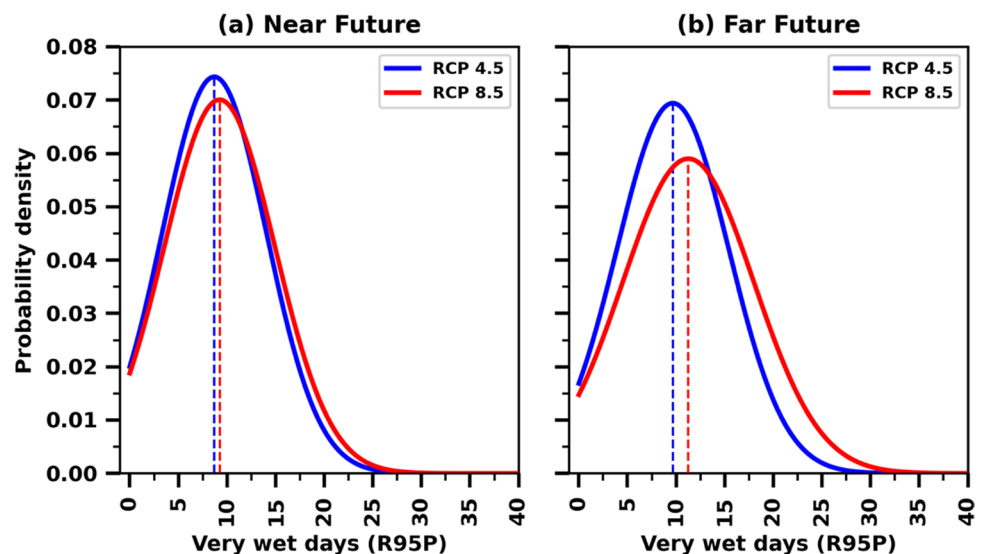 (a) Near Future
(b) Far Future
Probability density
0.08
0.07
0.06
0.05
0.04
0.03
0.02
0.01
0.00
RCP 4.5
RCP 8.5
RCP 4.5
RCP 8.5
0 5 10 15 20 25 30 35 40
0 5 10 15 20 25 30 35 40
Very wet days (R95P)
Very wet days (R95P)